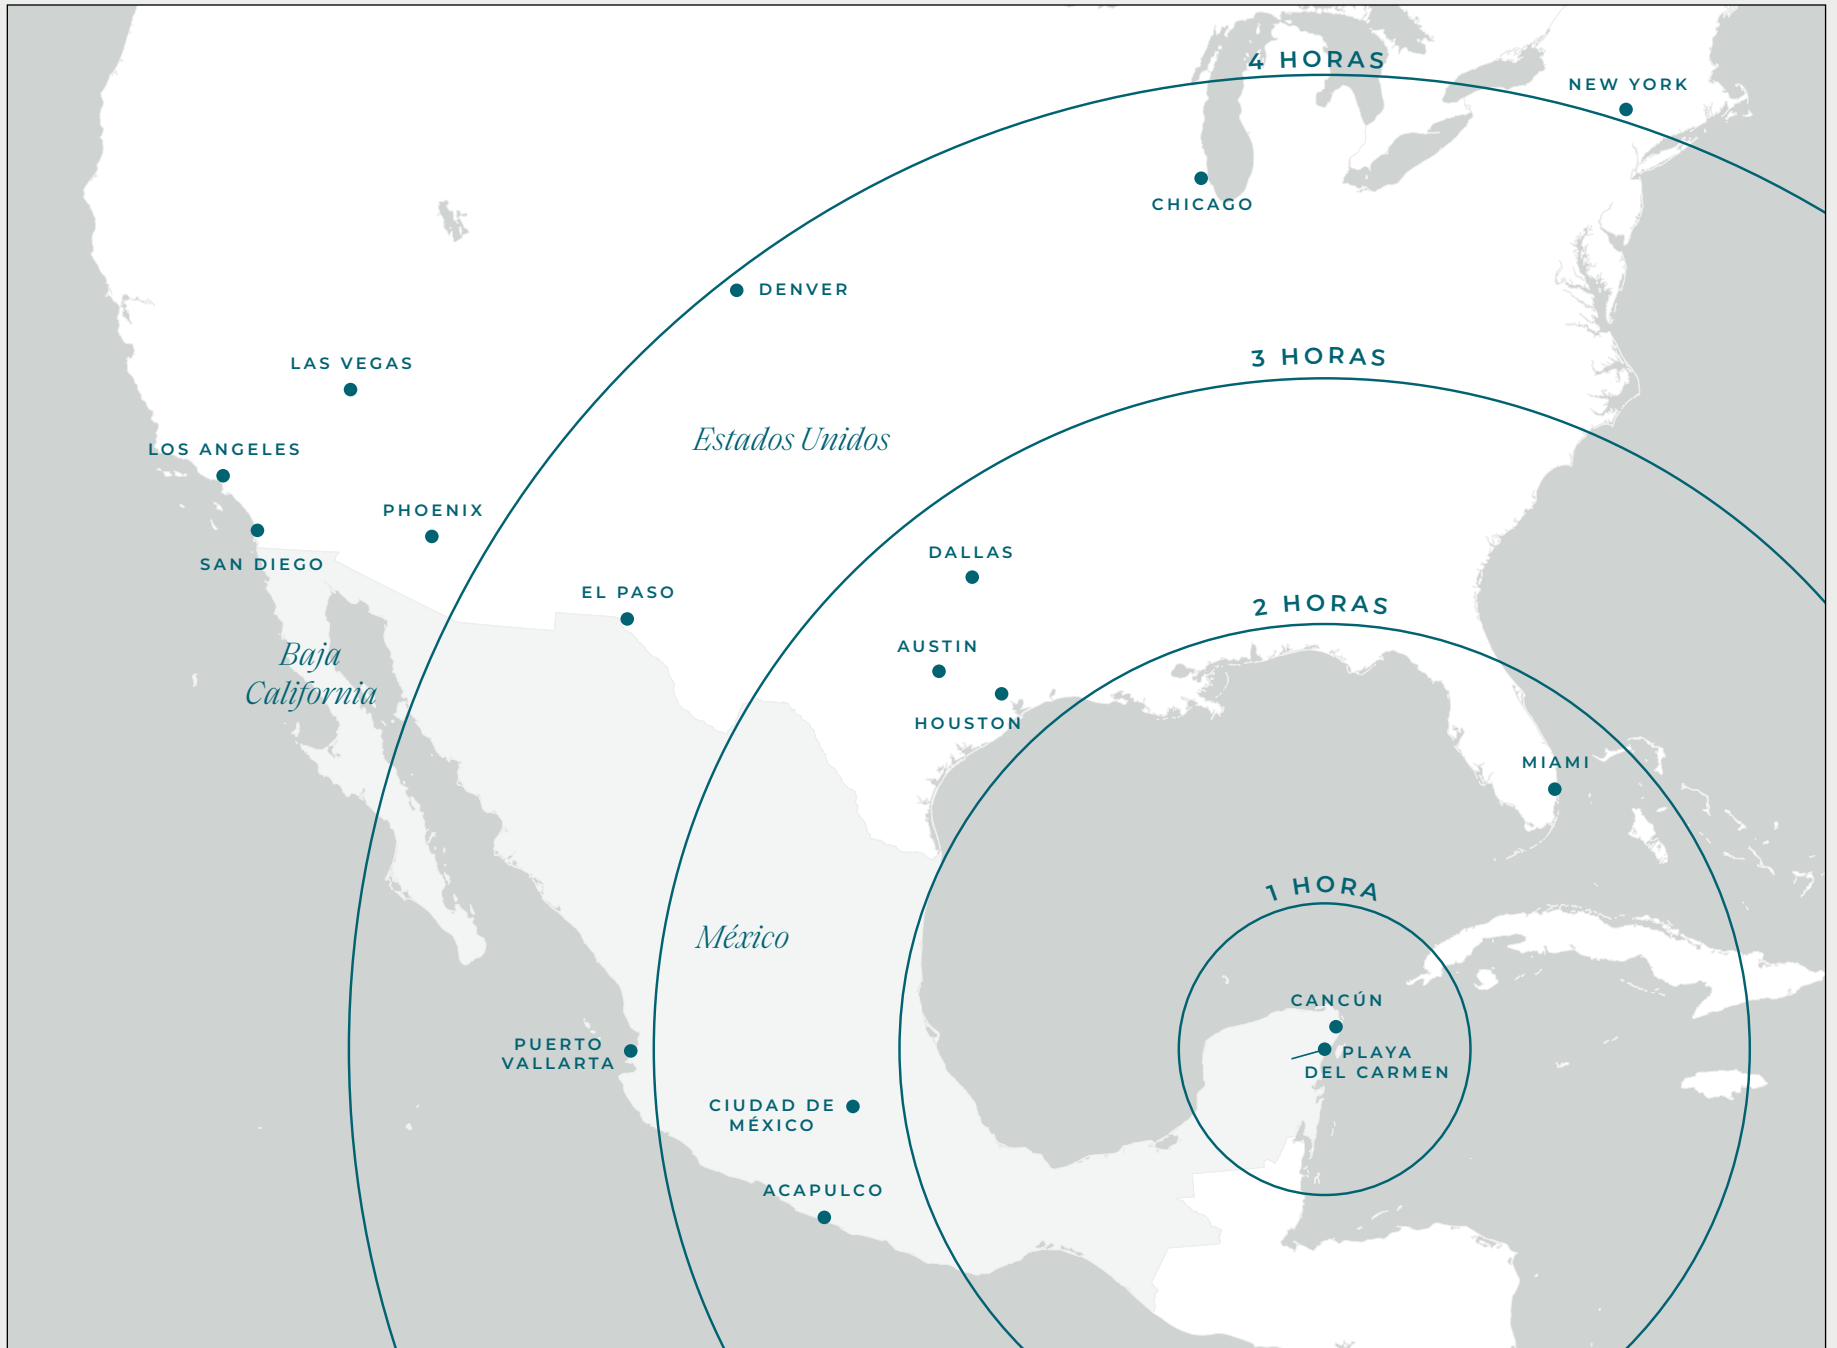 4 HORAS
NEW YORK
CHICAGO
DENVER
LAS VEGAS
3 HORAS
Estados Unidos
LOS ANGELES
PHOENIX
SAN DIEGO
DALLAS
EL PASO
2 HORAS
AUSTIN
Baja
California
HOUSTON
MIAMI
1 HORA
México
CANCÚN
PUERTO
VALLARTA
PLAYA
DEL CARMEN
CIUDAD DE
MÉXICO
ACAPULCO